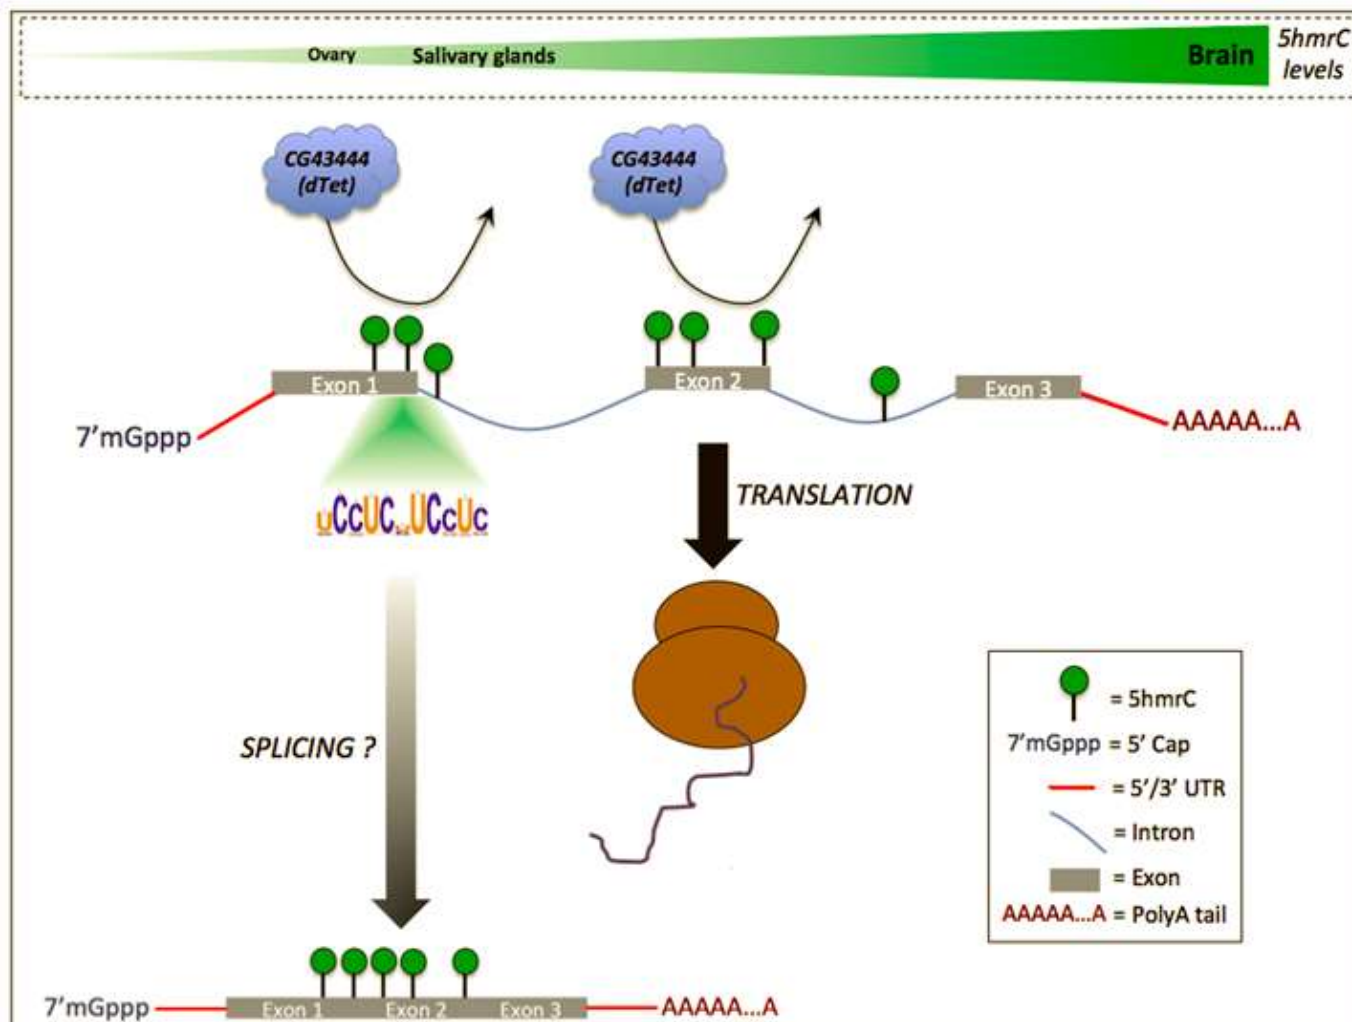 Ovary Salivary glands Brain 5hmrC
levels
CG43444
(dTet)
CG43444
(dTet)
Exon 1 Exon 2 Exon 3
7'mGppp AAAAA...A
UCCUC UCCUC
TRANSLATION
SPLICING ?
= 5hmrC
7'mGppp = 5' Cap
= 5'/3' UTR
= Intron
= Exon
AAAAA...A = PolyA tail
7'mGppp Exon 1 Exon 2 Exon 3 AAAAA...A